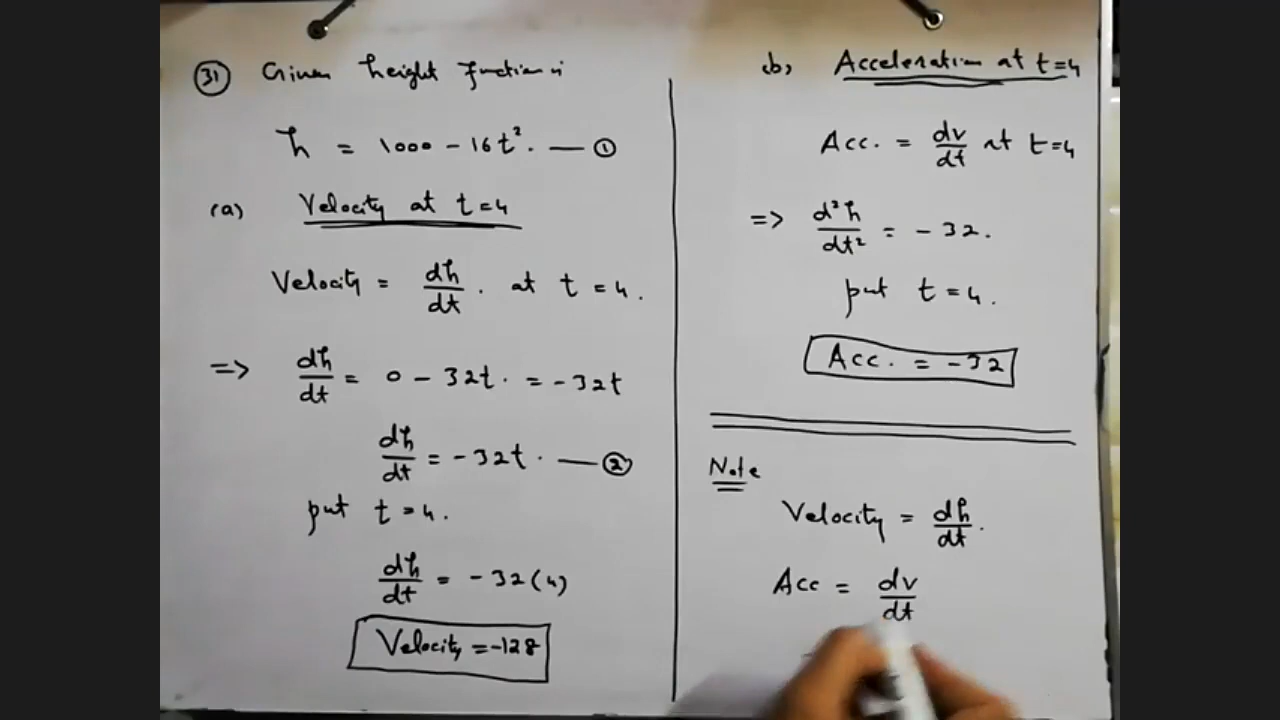 31 Given height function is
h = 1000 - 16t². — ①
(a) Velocity at t=4
Velocity = dh/dt . at t = 4.
=> dh/dt = 0 - 32t. = -32t
dh/dt = -32t. — ②
put t = 4.
dh/dt = -32(4)
Velocity = -128
(b) Acceleration at t=4
Acc. = dv/dt at t=4
=> d²h/dt² = -32.
put t = 4.
Acc. = -32
Note
Velocity = dh/dt.
Acc = dv/dt